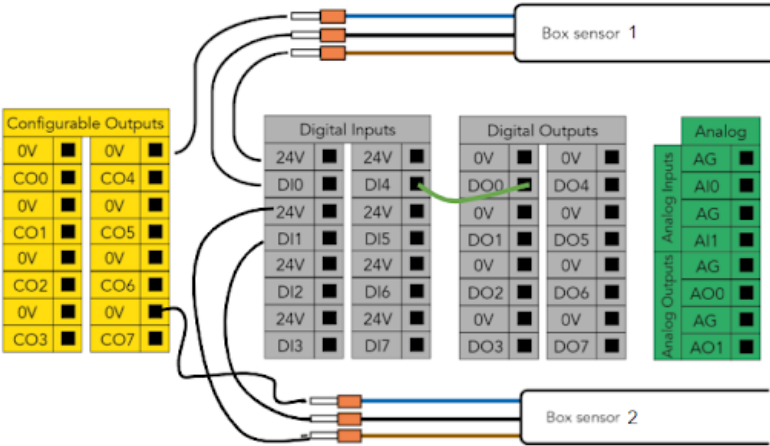 Box sensor 1
Configurable Outputs
0V 0V
CO0 CO4
0V 0V
CO1 CO5
0V 0V
CO2 CO6
0V 0V
CO3 CO7
Digital Inputs
24V 24V
DI0 DI4
24V 24V
DI1 DI5
24V 24V
DI2 DI6
24V 24V
DI3 DI7
Digital Outputs
0V 0V
DO0 DO4
0V 0V
DO1 DO5
0V 0V
DO2 DO6
0V 0V
DO3 DO7
Analog
Analog Inputs
AG
AI0
AG
AI1
Analog Outputs
AG
AO0
AG
AO1
Box sensor 2